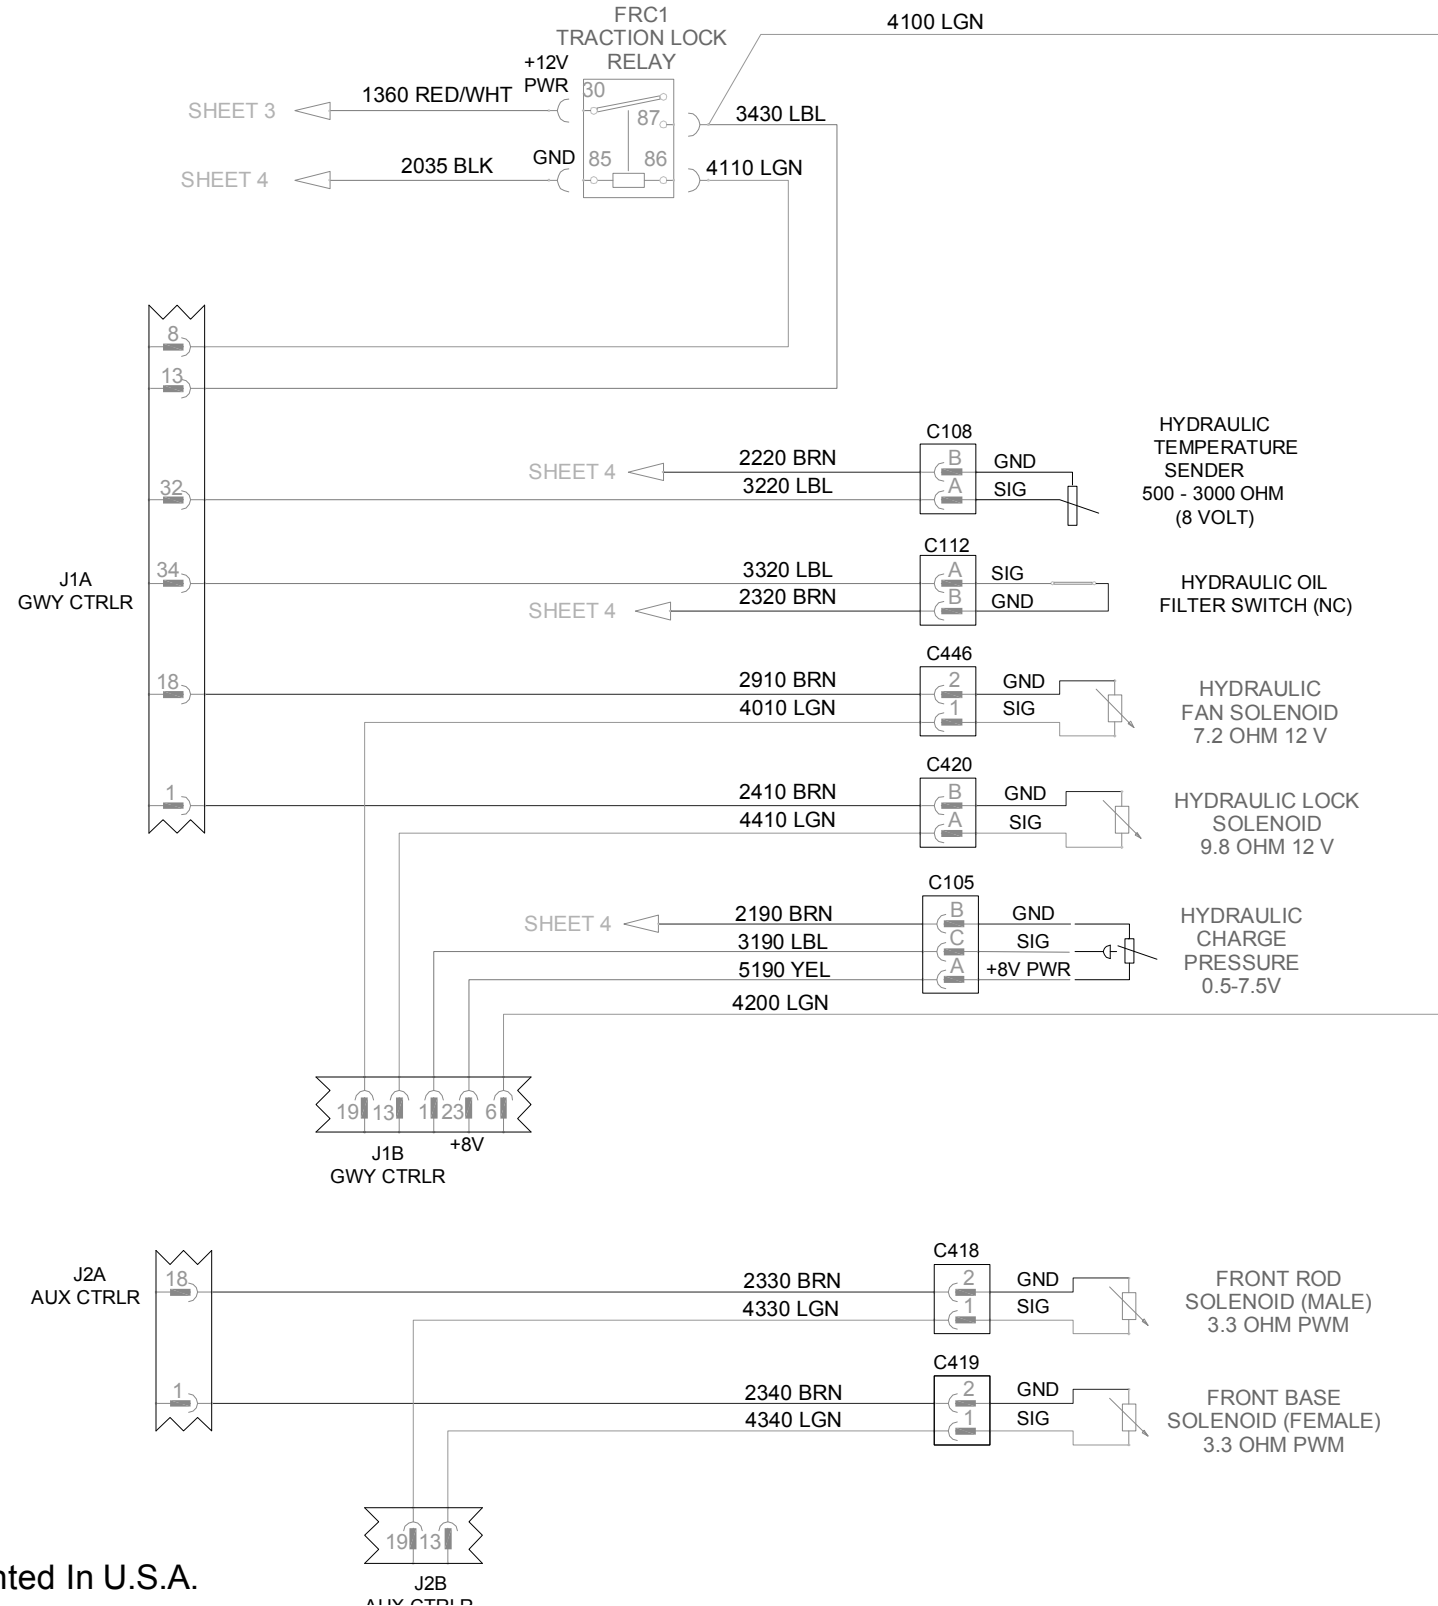 FRC1
TRACTION LOCK
RELAY
4100 LGN
+12V
PWR
SHEET 3
1360 RED/WHT
30
87
3430 LBL
SHEET 4
2035 BLK
GND
85
86
4110 LGN
8
13
C108
HYDRAULIC
TEMPERATURE
SENDER
500 - 3000 OHM
(8 VOLT)
SHEET 4
2220 BRN
B
GND
32
3220 LBL
A
SIG
C112
J1A
GWY CTRLR
34
3320 LBL
A
SIG
HYDRAULIC OIL
FILTER SWITCH (NC)
SHEET 4
2320 BRN
B
GND
C446
18
2910 BRN
2
GND
4010 LGN
1
SIG
HYDRAULIC
FAN SOLENOID
7.2 OHM 12 V
C420
1
2410 BRN
B
GND
4410 LGN
A
SIG
HYDRAULIC LOCK
SOLENOID
9.8 OHM 12 V
C105
SHEET 4
2190 BRN
B
GND
3190 LBL
C
SIG
5190 YEL
A
+8V PWR
HYDRAULIC
CHARGE
PRESSURE
0.5-7.5V
4200 LGN
19
13
1
23
6
+8V
J1B
GWY CTRLR
J2A
AUX CTRLR
C418
18
2330 BRN
2
GND
4330 LGN
1
SIG
FRONT ROD
SOLENOID (MALE)
3.3 OHM PWM
C419
1
2340 BRN
2
GND
4340 LGN
1
SIG
FRONT BASE
SOLENOID (FEMALE)
3.3 OHM PWM
19
13
nted In U.S.A.
J2B
AUX CTRLR